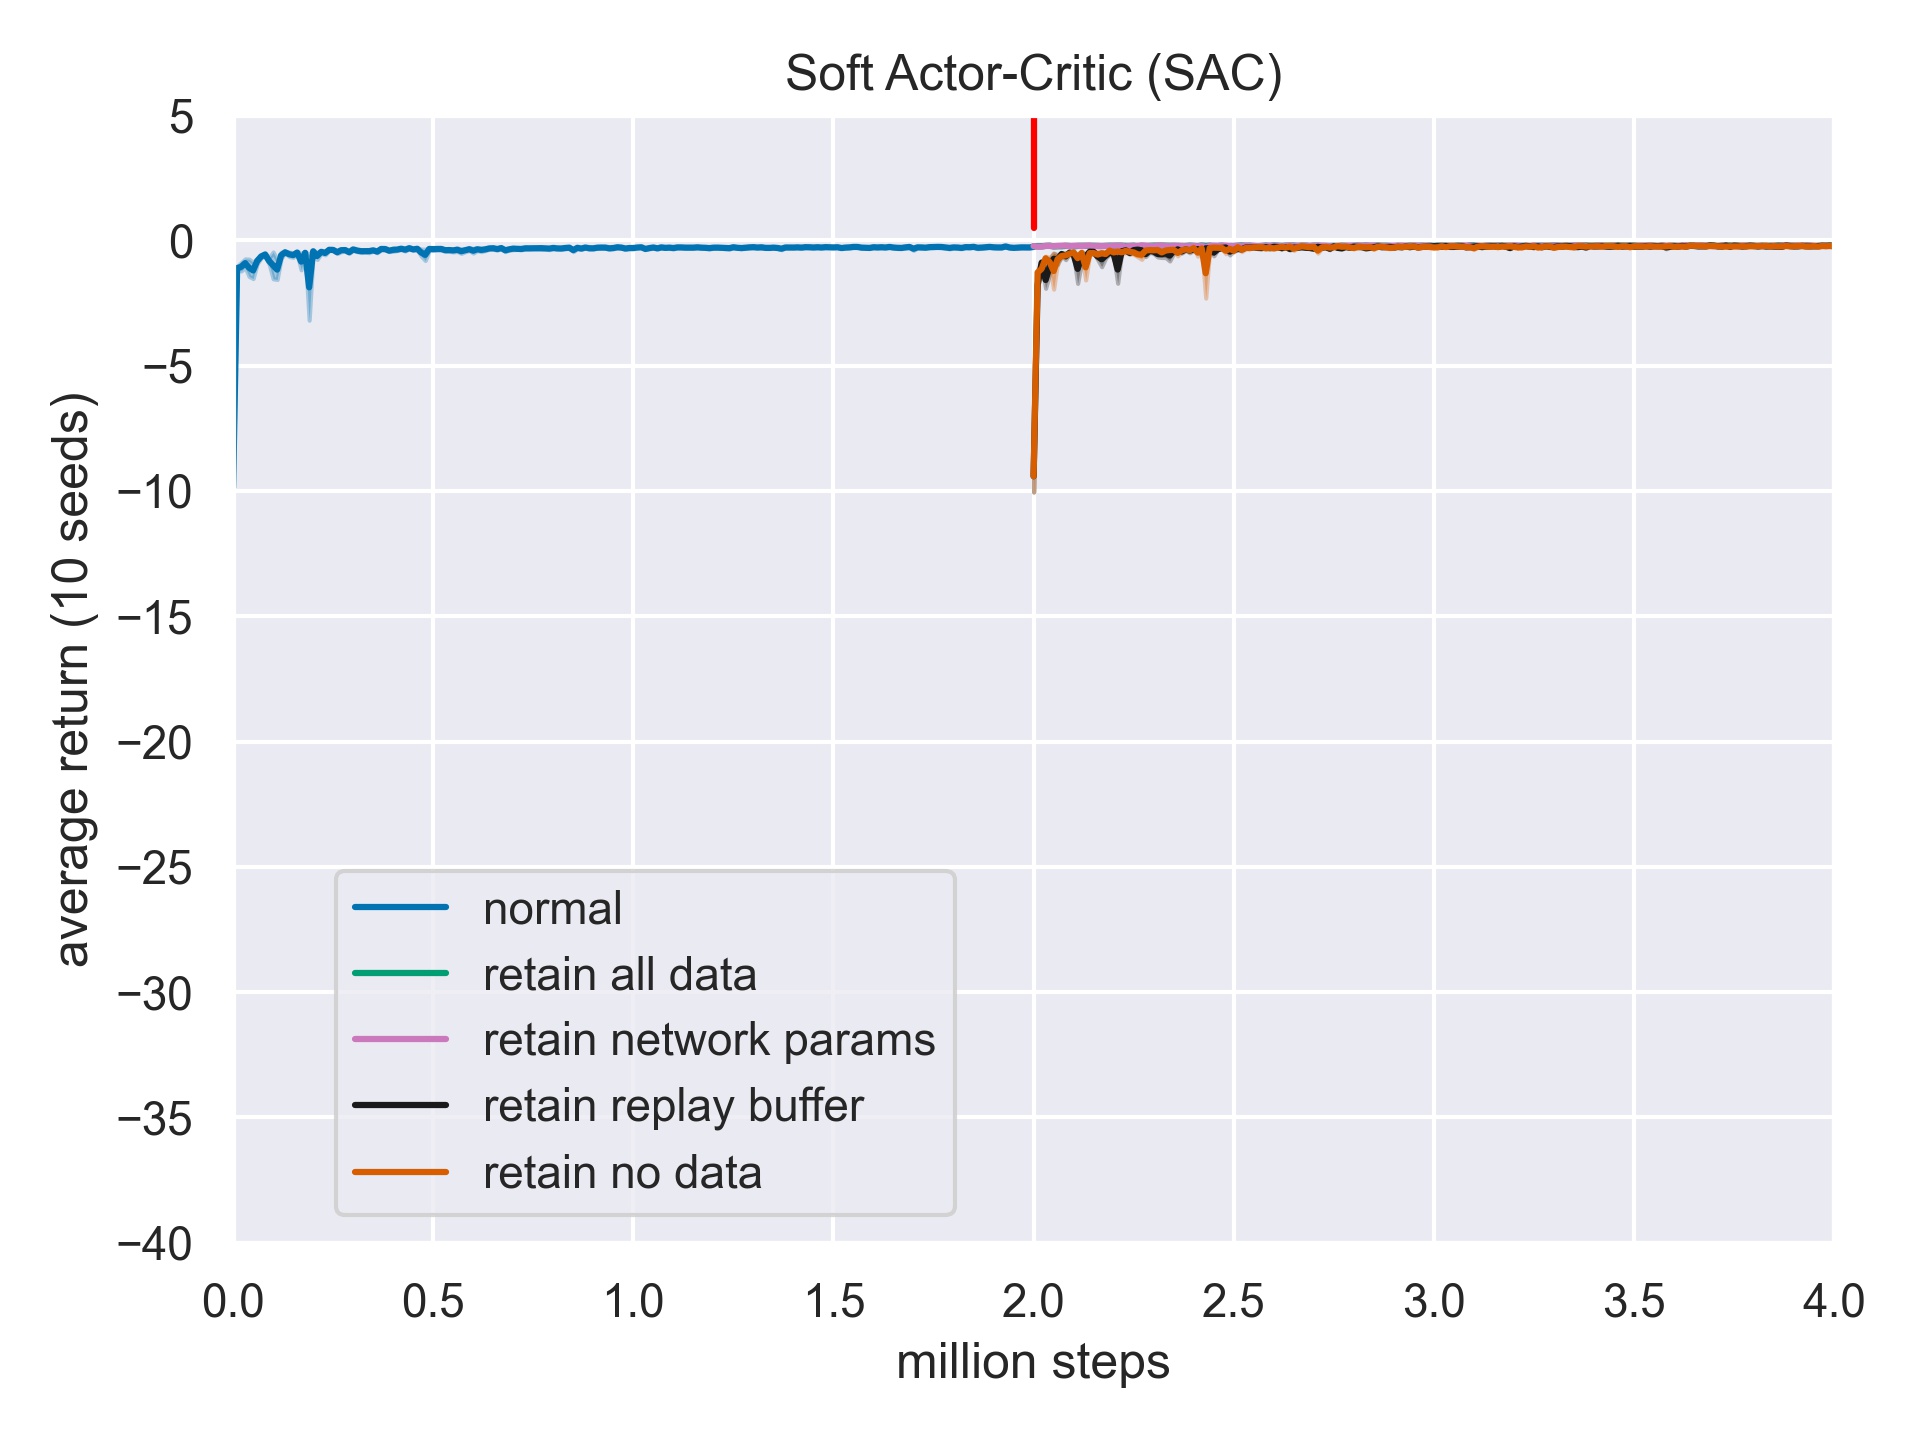 Soft Actor-Critic (SAC)
5
0
−5
−10
−15
−20
−25
−30
−35
−40
average return (10 seeds)
normal
retain all data
retain network params
retain replay buffer
retain no data
0.0 0.5 1.0 1.5 2.0 2.5 3.0 3.5 4.0
million steps